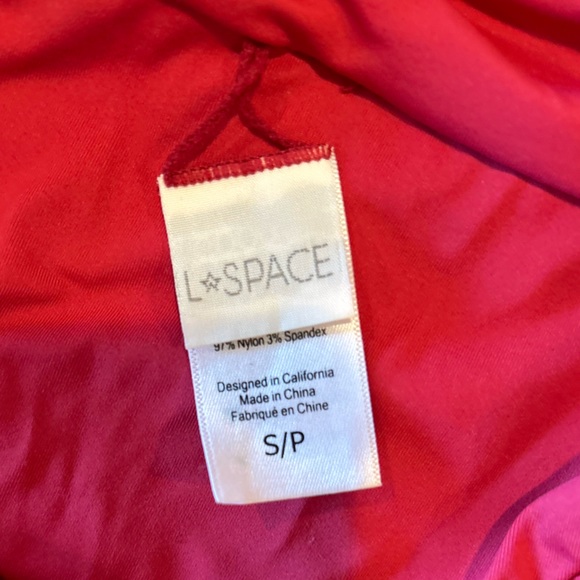 L☆SPACE
97% Nylon 3% Spandex
Designed in California
Made in China
Fabriqué en Chine
S/P